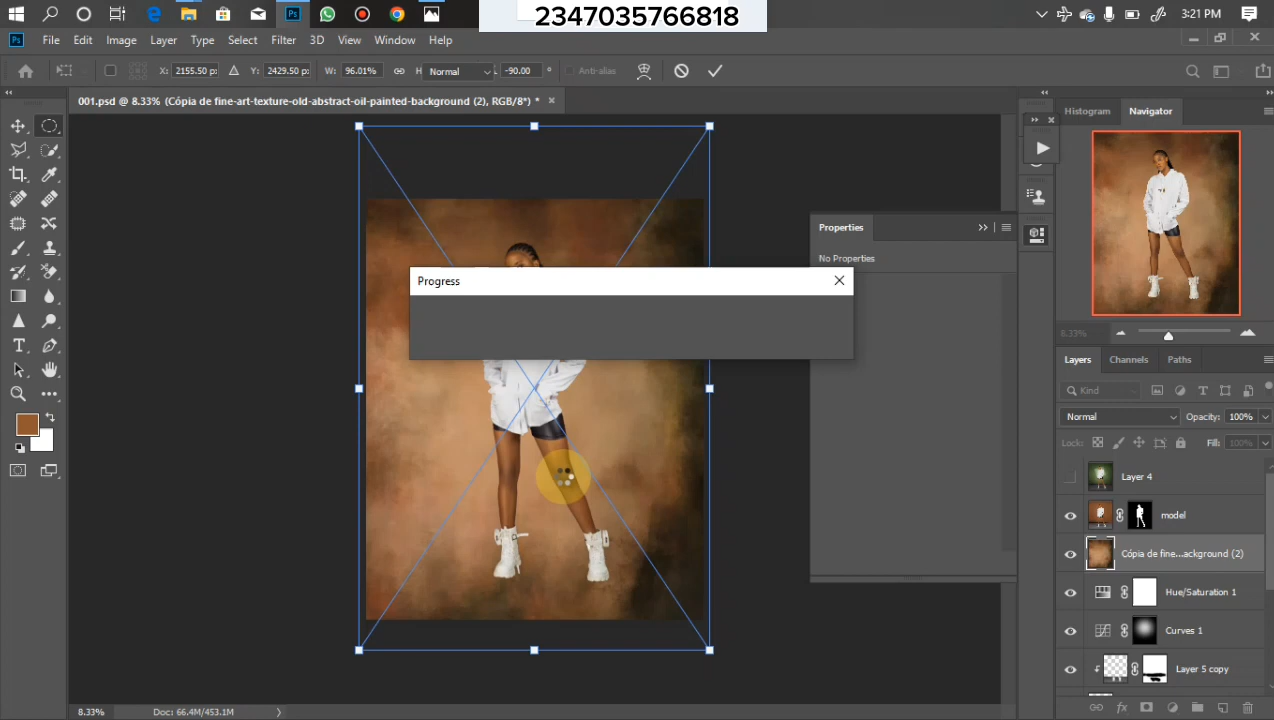 2347035766818
3:21 PM
File Edit Image Layer Type Select Filter 3D View Window Help
X: 2155.50 px Y: 2429.50 px W: 96.01% H Normal -90.00 ° Anti-alias
001.psd @ 8.33% (Cópia de fine-art-texture-old-abstract-oil-painted-background (2), RGB/8*) *
Histogram Navigator
Properties
No Properties
Progress
8.33%
Layers Channels Paths
Kind
Normal Opacity: 100%
Lock: Fill: 100%
Layer 4
model
Cópia de fine...ackground (2)
Hue/Saturation 1
Curves 1
Layer 5 copy
8.33% Doc: 66.4M/453.1M